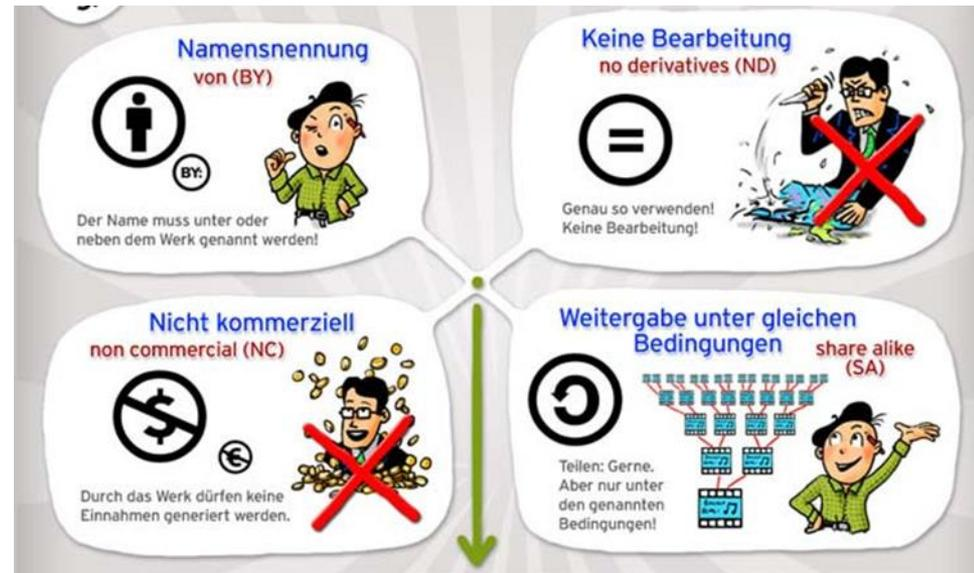 Namensnennung
von (BY)
BY:
Der Name muss unter oder
neben dem Werk genannt werden!
Keine Bearbeitung
no derivatives (ND)
Genau so verwenden!
Keine Bearbeitung!
Nicht kommerziell
non commercial (NC)
$
€
Durch das Werk dürfen keine
Einnahmen generiert werden.
Weitergabe unter gleichen
Bedingungen
share alike
(SA)
Teilen: Gerne.
Aber nur unter
den genannten
Bedingungen!